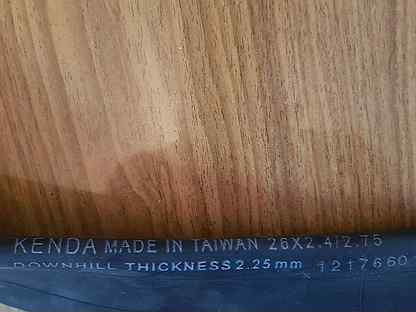 KENDA MADE IN TAIWAN 26X2.4/2.75
DOWNHILL THICKNESS 2.25mm 1217660